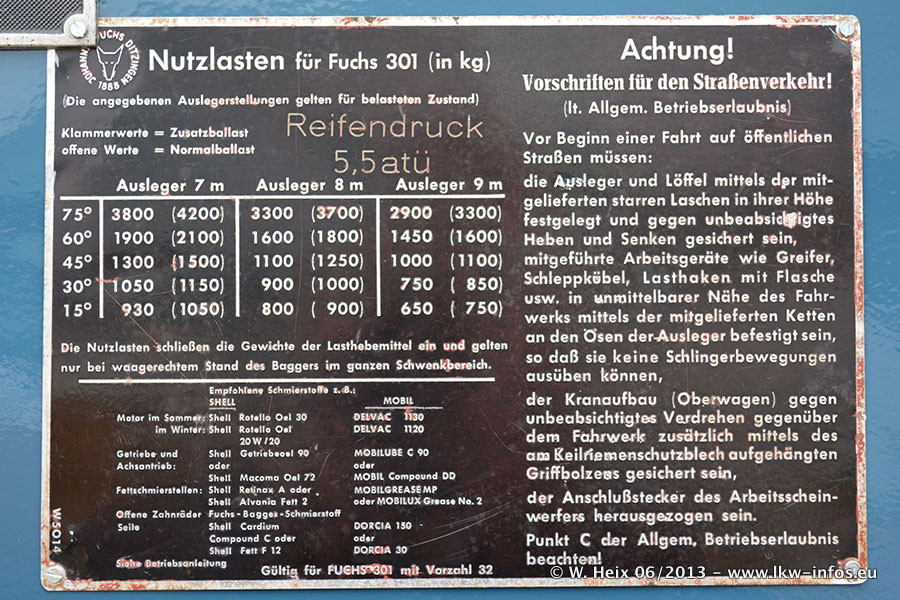 JOHANNES FUCHS DITZINGEN
1888
Nutzlasten für Fuchs 301 (in kg)
(Die angegebenen Auslegerstellungen gelten für belasteten Zustand)
Klammerwerte = Zusatzballast
offene Werte = Normalballast
Reifendruck
5,5atü
Ausleger 7 m Ausleger 8 m Ausleger 9 m
75° 3800 (4200) 3300 (3700) 2900 (3300)
60° 1900 (2100) 1600 (1800) 1450 (1600)
45° 1300 (1500) 1100 (1250) 1000 (1100)
30° 1050 (1150) 900 (1000) 750 ( 850)
15° 930 (1050) 800 ( 900) 650 ( 750)
Die Nutzlasten schließen die Gewichte der Lasthebemittel ein und gelten
nur bei waagerechtem Stand des Baggers im ganzen Schwenkbereich.
Empfohlene Schmierstoffe z.B.:
SHELL MOBIL
Motor im Sommer: Shell Rotella Oel 30 DELVAC 1130
im Winter: Shell Rotella Oel DELVAC 1120
20W/20
Getriebe und Shell Getriebeoel 90 MOBILUBE C 90
Achsantrieb: oder oder
Shell Macoma Oel 72 MOBIL Compound DD
Fettschmierstellen: Shell Retinax A oder MOBILGREASE MP
Shell Alvania Fett 2 oder MOBILUX Grease No. 2
Offene Zahnräder Fuchs-Bagger-Schmierstoff
Seile Shell Cardium DORCIA 150
Compound C oder oder
Shell Fett F 12 DORCIA 30
Siehe Betriebsanleitung
Gültig für FUCHS 301 mit Vorzahl 32
W5014
Achtung!
Vorschriften für den Straßenverkehr!
(lt. Allgem. Betriebserlaubnis)
Vor Beginn einer Fahrt auf öffentlichen
Straßen müssen:
die Ausleger und Löffel mittels der mit-
gelieferten starren Laschen in ihrer Höhe
festgelegt und gegen unbeabsichtigtes
Heben und Senken gesichert sein,
mitgeführte Arbeitsgeräte wie Greifer,
Schleppkübel, Lasthaken mit Flasche
usw. in unmittelbarer Nähe des Fahr-
werks mittels der mitgelieferten Ketten
an den Ösen der Ausleger befestigt sein,
so daß sie keine Schlingerbewegungen
ausüben können,
der Kranaufbau (Oberwagen) gegen
unbeabsichtigtes Verdrehen gegenüber
dem Fahrwerk zusätzlich mittels des
am Keilriemenschutzblech aufgehängten
Griffbolzens gesichert sein,
der Anschlußstecker des Arbeitsschein-
werfers herausgezogen sein.
Punkt C der Allgem. Betriebserlaubnis
beachten!
© W. Heix 06/2013 - www.lkw-infos.eu